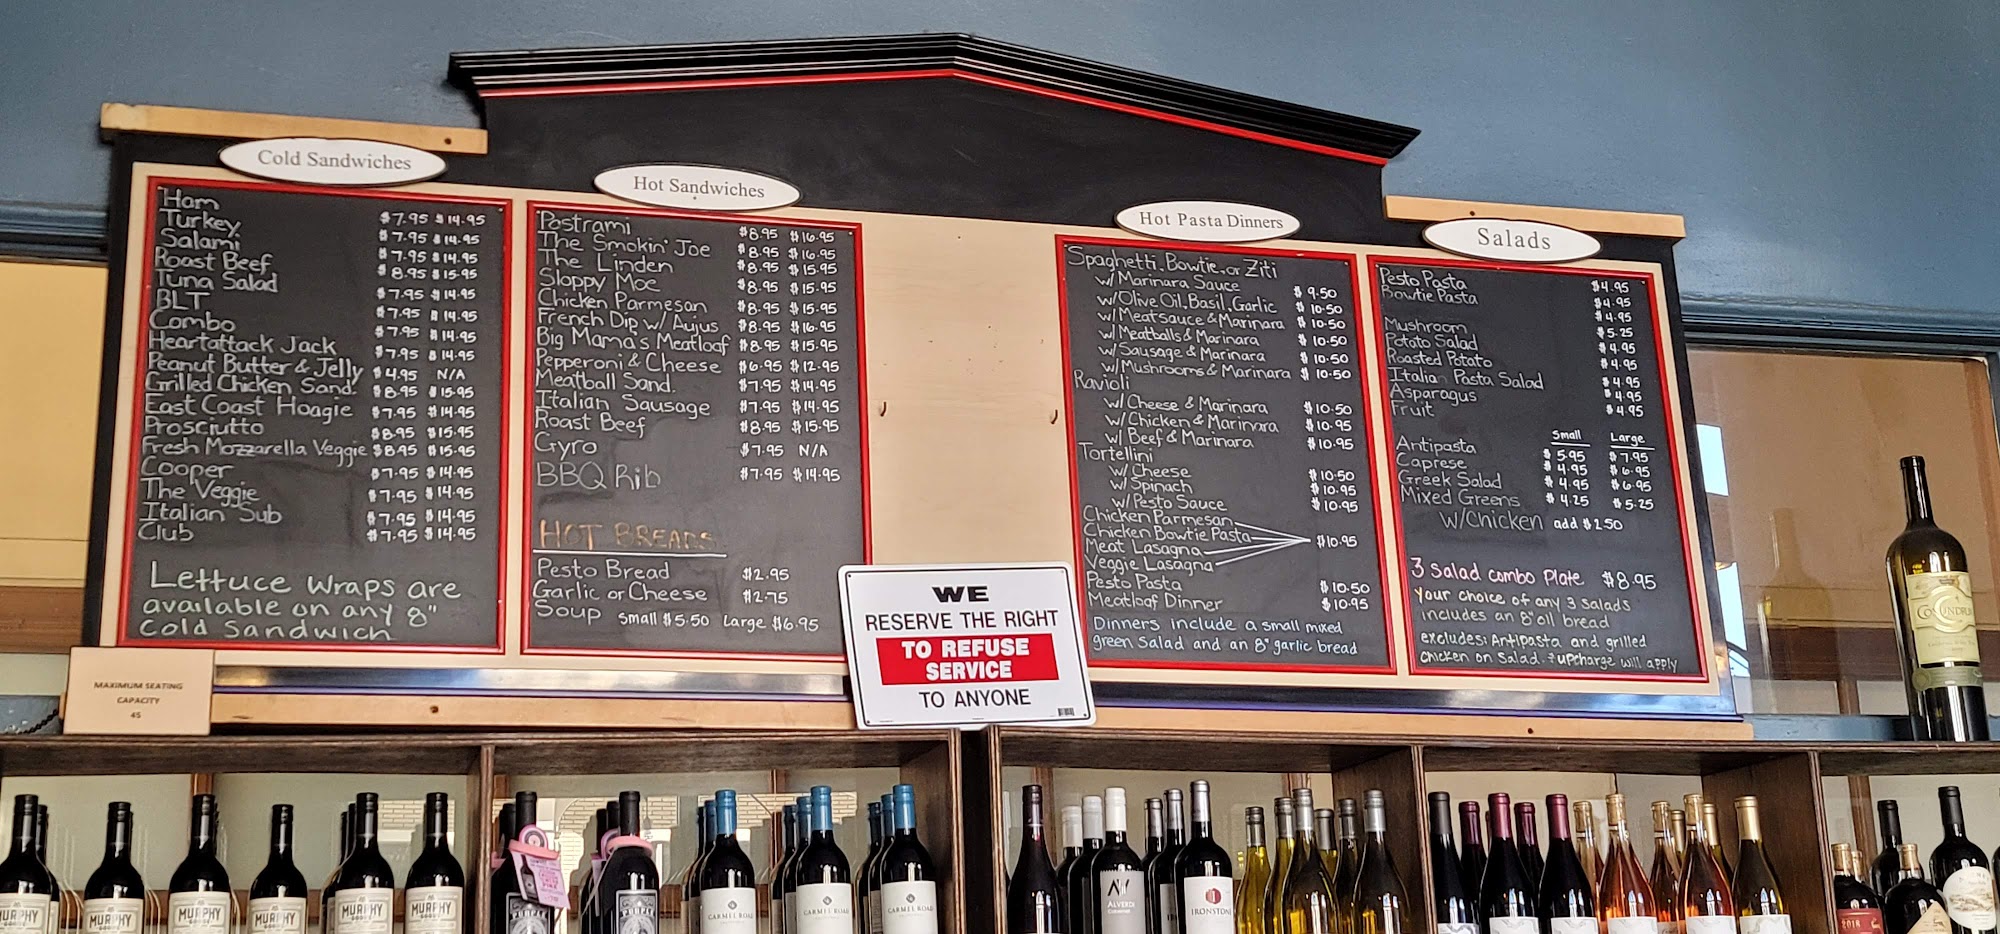 Cold Sandwiches
Ham $7.95 $14.95
Turkey $7.95 $14.95
Salami $7.95 $14.95
Roast Beef $8.95 $15.95
Tuna Salad $7.95 $14.95
BLT $7.95 $14.95
Combo $7.95 $14.95
Heartattack Jack $7.95 $14.95
Peanut Butter & Jelly $4.95 N/A
Grilled Chicken Sand. $8.95 $15.95
East Coast Hoagie $7.95 $14.95
Prosciutto $8.95 $15.95
Fresh Mozzarella Veggie $8.95 $15.95
Cooper $7.95 $14.95
The Veggie $7.95 $14.95
Italian Sub $7.95 $14.95
Club $7.95 $14.95
Lettuce wraps are
available on any 8"
Cold Sandwich
Hot Sandwiches
Pastrami $8.95 $16.95
The Smokin' Joe $8.95 $16.95
The Linden $8.95 $15.95
Sloppy Moe $8.95 $15.95
Chicken Parmesan $8.95 $15.95
French Dip w/ Aujus $8.95 $16.95
Big Mama's Meatloaf $8.95 $15.95
Pepperoni & Cheese $6.95 $12.95
Meatball Sand. $7.95 $14.95
Italian Sausage $7.95 $14.95
Roast Beef $8.95 $15.95
Gyro $7.95 N/A
BBQ Rib $7.95 $14.95
HOT BREADS
Pesto Bread $2.95
Garlic or Cheese $2.75
Soup Small $5.50 Large $6.95
Hot Pasta Dinners
Spaghetti, Bowtie, or Ziti
w/ Marinara Sauce $9.50
w/ Olive Oil, Basil, Garlic $10.50
w/ Meatsauce & Marinara $10.50
w/ Meatballs & Marinara $10.50
w/ Sausage & Marinara $10.50
w/ Mushrooms & Marinara $10.50
Ravioli
w/ Cheese & Marinara $10.50
w/ Chicken & Marinara $10.95
w/ Beef & Marinara $10.95
Tortellini
w/ Cheese $10.50
w/ Spinach $10.95
w/ Pesto Sauce $10.95
Chicken Parmesan
Chicken Bowtie Pasta $10.95
Meat Lasagna
Veggie Lasagna
Pesto Pasta $10.50
Meatloaf Dinner $10.95
Dinners include a small mixed
green salad and an 8" garlic bread
Salads
Pesto Pasta $4.95
Bowtie Pasta $4.95
$4.95
Mushroom $5.25
Potato Salad $4.95
Roasted Potato $4.95
Italian Pasta Salad $4.95
Asparagus $4.95
Fruit $4.95
Small Large
Antipasta $5.95 $7.95
Caprese $4.95 $6.95
Greek Salad $4.95 $6.95
Mixed Greens $4.25 $5.25
w/Chicken add $2.50
3 Salad combo Plate $8.95
Your choice of any 3 Salads
includes an 8" oil bread
excludes: Antipasta and grilled
chicken on Salad. upcharge will apply
WE
RESERVE THE RIGHT
TO REFUSE
SERVICE
TO ANYONE
MAXIMUM SEATING
CAPACITY
45
MURPHY
MURPHY
MURPHY
MURPHY
MURPHY
MURPHY
PURPLE
CARMEL ROAD
CARMEL ROAD
CARMEL ROAD
ALVERDI
IRONSTONE
CONUNDRUM
2018